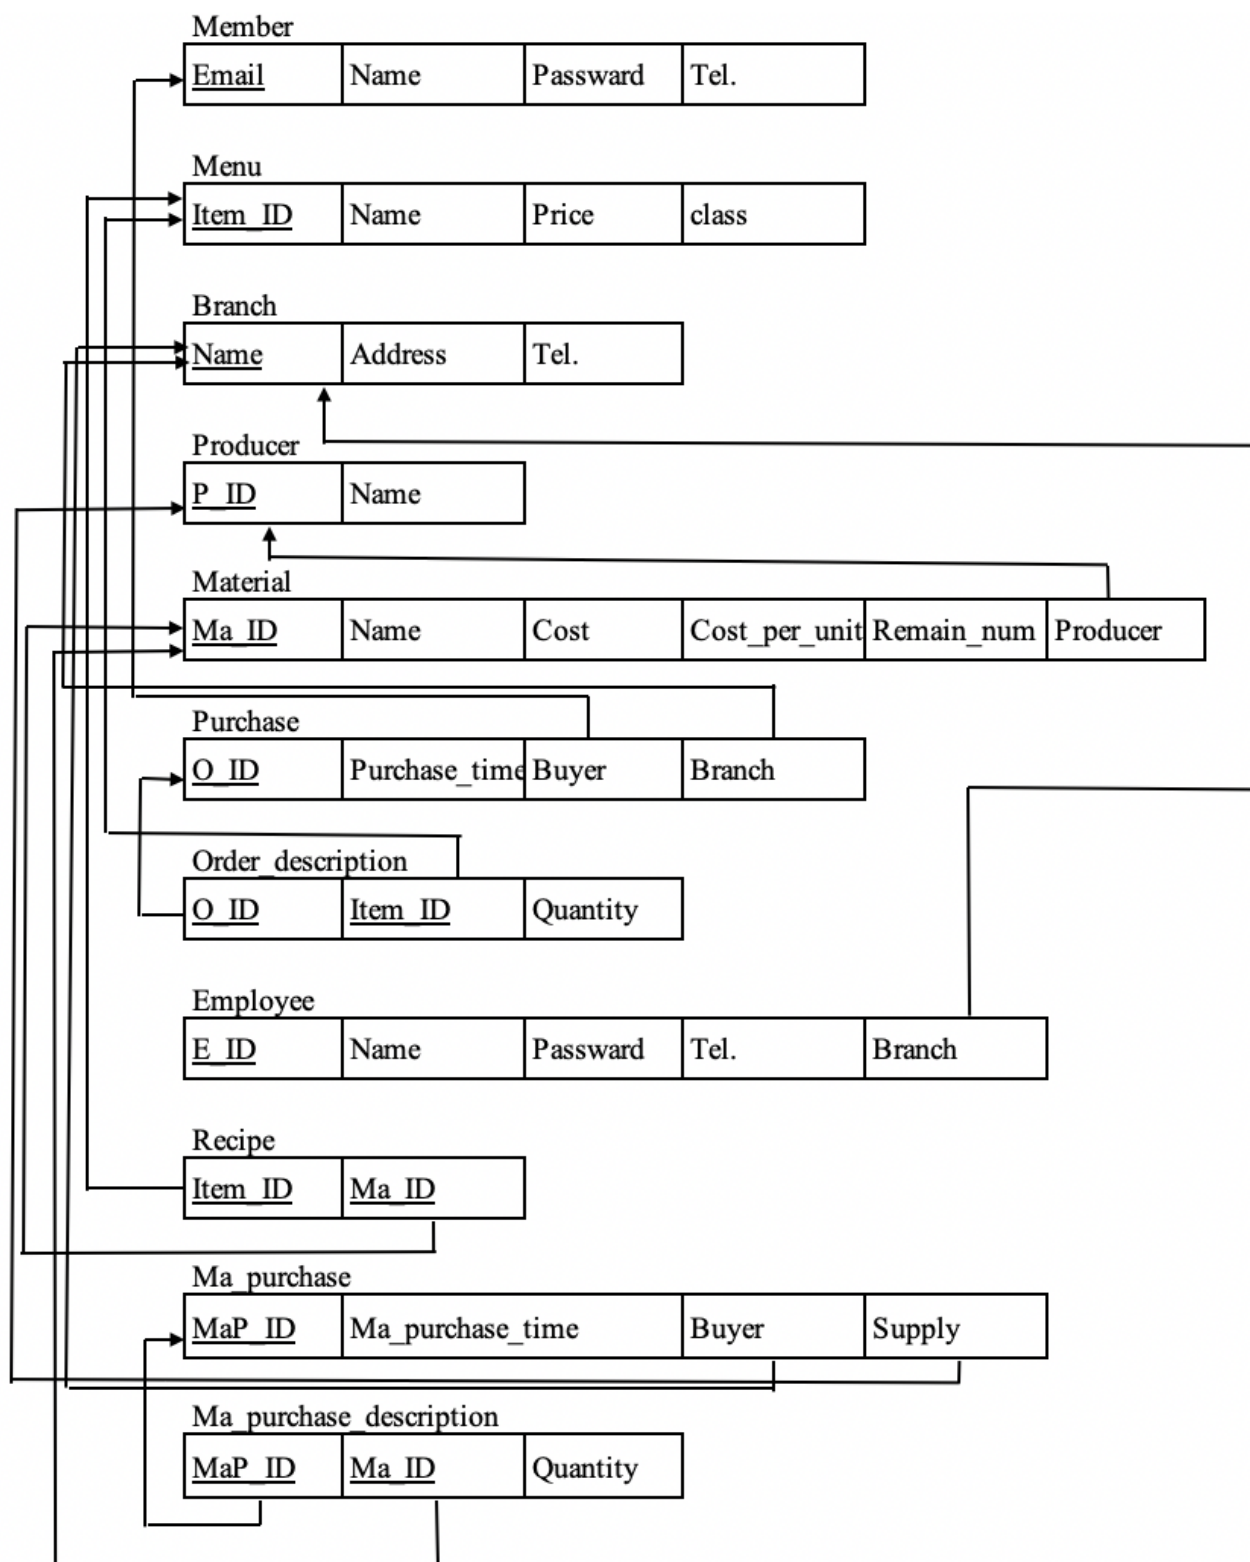 Member
Email Name Passward Tel.
Menu
Item_ID Name Price class
Branch
Name Address Tel.
Producer
P_ID Name
Material
Ma_ID Name Cost Cost_per_unit Remain_num Producer
Purchase
O_ID Purchase_time Buyer Branch
Order_description
O_ID Item_ID Quantity
Employee
E_ID Name Passward Tel. Branch
Recipe
Item_ID Ma_ID
Ma_purchase
MaP_ID Ma_purchase_time Buyer Supply
Ma_purchase_description
MaP_ID Ma_ID Quantity